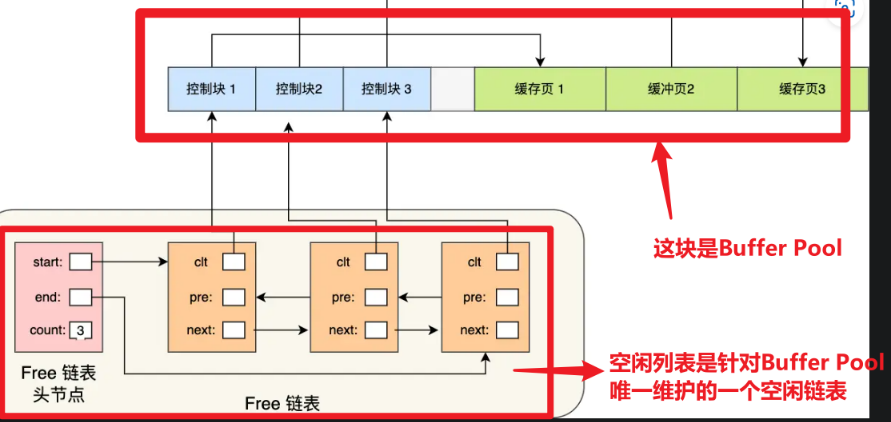 控制块 1
控制块2
控制块 3
缓存页 1
缓冲页2
缓存页3
这块是Buffer Pool
start:
end:
count: 3
clt
pre:
next:
clt
pre:
next:
clt
pre:
next:
Free 链表
头节点
Free 链表
空闲列表是针对Buffer Pool
唯一维护的一个空闲链表